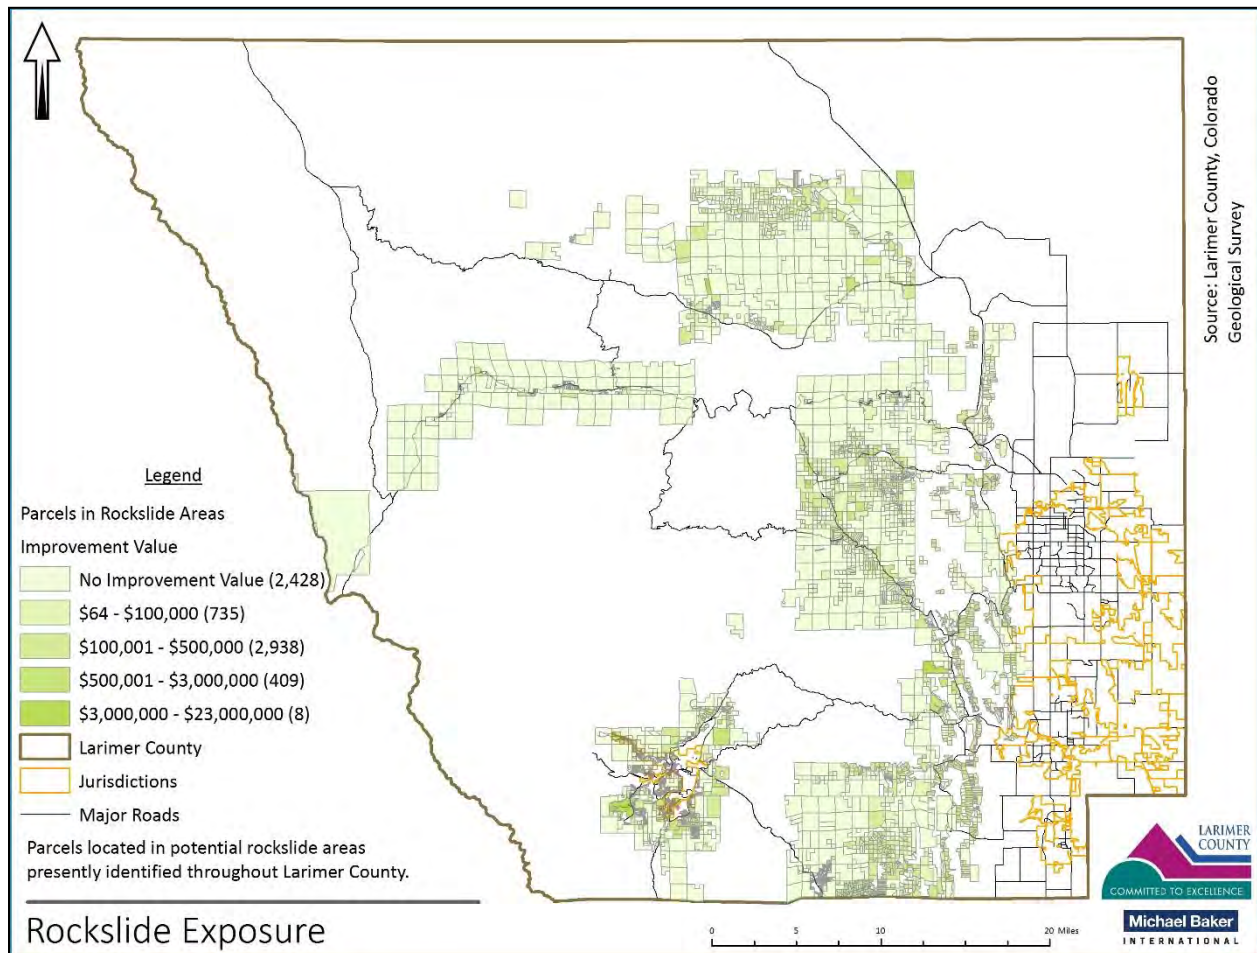 Source: Larimer County, Colorado
Geological Survey
Legend
Parcels in Rockslide Areas
Improvement Value
No Improvement Value (2,428)
$64 - $100,000 (735)
$100,001 - $500,000 (2,938)
$500,001 - $3,000,000 (409)
$3,000,000 - $23,000,000 (8)
Larimer County
Jurisdictions
Major Roads
Parcels located in potential rockslide areas
presently identified throughout Larimer County.
Rockslide Exposure
0 5 10 20 Miles
LARIMER
COUNTY
COMMITTED TO EXCELLENCE
Michael Baker
INTERNATIONAL